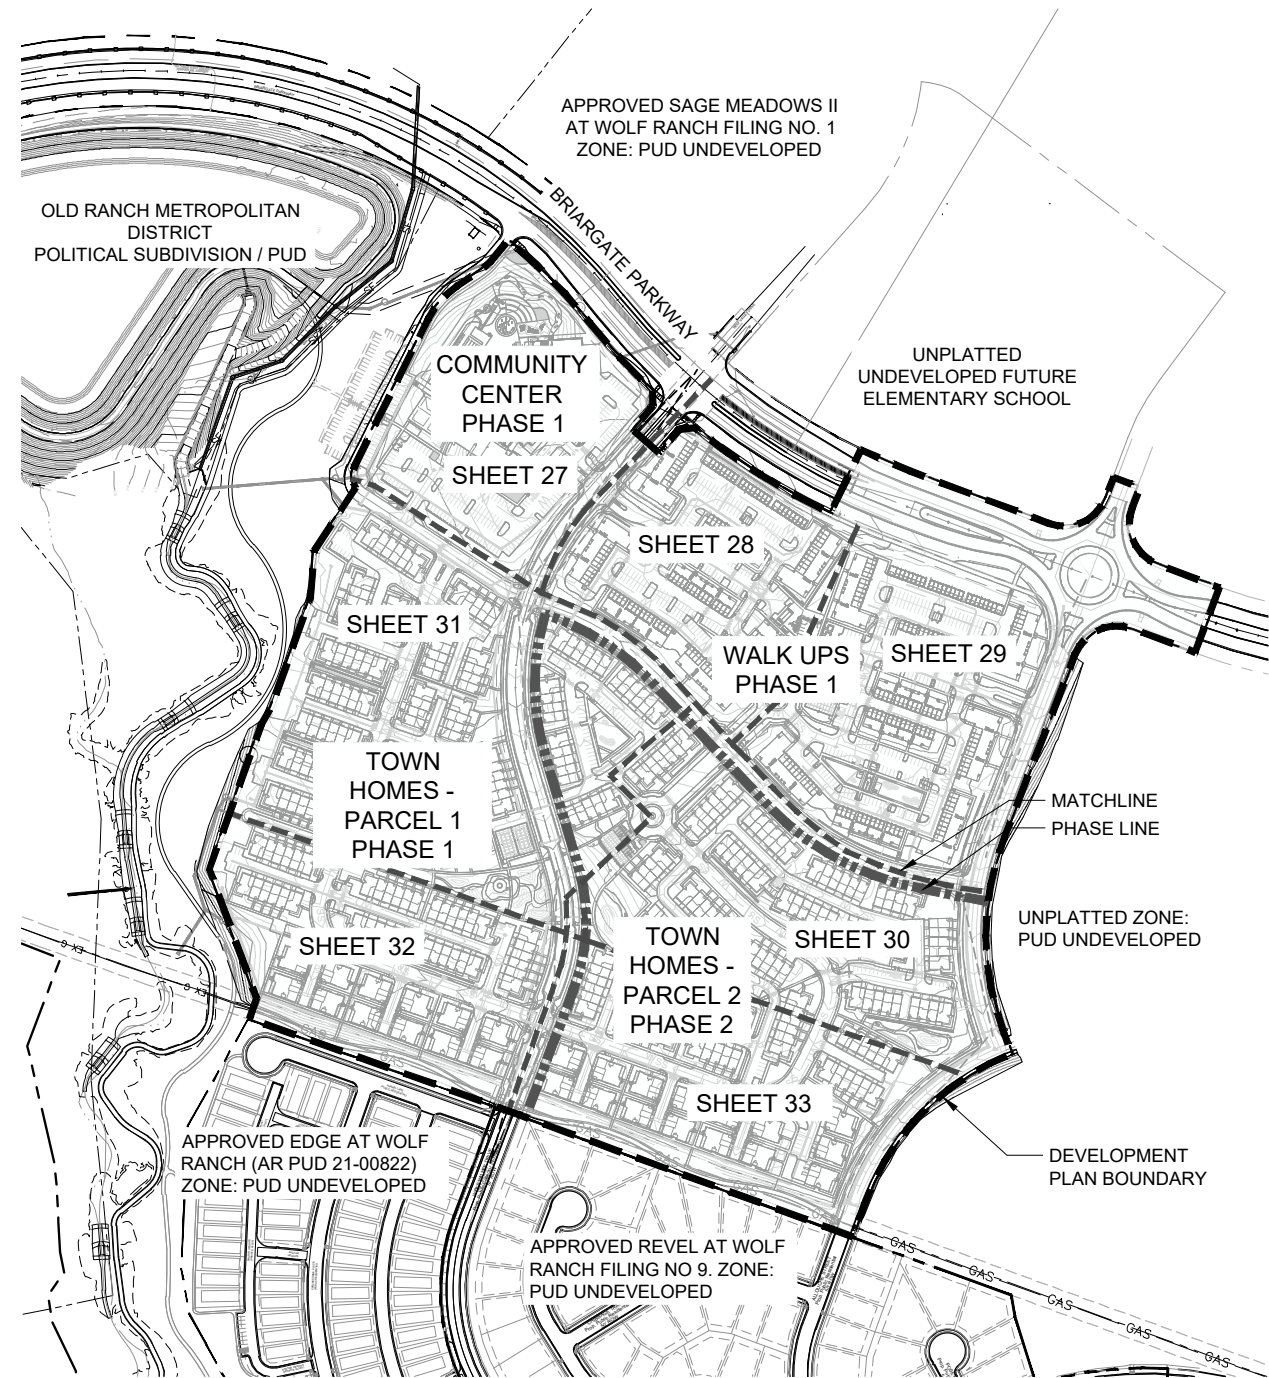 APPROVED SAGE MEADOWS II
AT WOLF RANCH FILING NO. 1
ZONE: PUD UNDEVELOPED
OLD RANCH METROPOLITAN
DISTRICT
POLITICAL SUBDIVISION / PUD
BRIARGATE PARKWAY
UNPLATTED
UNDEVELOPED FUTURE
ELEMENTARY SCHOOL
COMMUNITY
CENTER
PHASE 1
SHEET 27
SHEET 28
SHEET 31
WALK UPS
PHASE 1
SHEET 29
TOWN
HOMES -
PARCEL 1
PHASE 1
MATCHLINE
PHASE LINE
UNPLATTED ZONE:
PUD UNDEVELOPED
SHEET 32
TOWN
HOMES -
PARCEL 2
PHASE 2
SHEET 30
EX G
EX G
SHEET 33
APPROVED EDGE AT WOLF
RANCH (AR PUD 21-00822)
ZONE: PUD UNDEVELOPED
DEVELOPMENT
PLAN BOUNDARY
APPROVED REVEL AT WOLF
RANCH FILING NO 9. ZONE:
PUD UNDEVELOPED
GAS
GAS
GAS
GAS
GAS